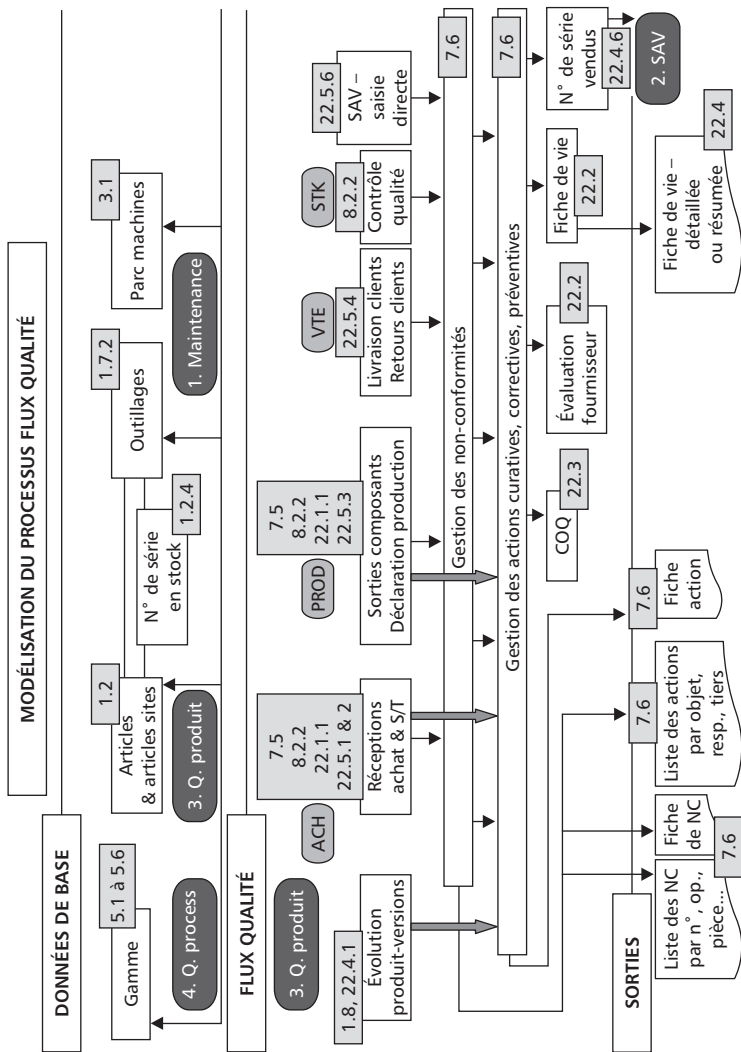 MODÉLISATION DU PROCESSUS FLUX QUALITÉ
DONNÉES DE BASE
5.1 à 5.6
Gamme
4. Q. process
1.2
Articles
& articles sites
3. Q. produit
N° de série
en stock
1.2.4
1.7.2
Outillages
1. Maintenance
3.1
Parc machines
FLUX QUALITÉ
3. Q. produit
1.8, 22.4.1
Évolution
produit-versions
ACH
7.5
8.2.2
22.1.1
22.5.1 & 2
Réceptions
achat & S/T
PROD
7.5
8.2.2
22.1.1
22.5.3
Sorties composants
Déclaration production
VTE
22.5.4
Livraison clients
Retours clients
STK
8.2.2
Contrôle
qualité
22.5.6
SAV –
saisie
directe
Gestion des non-conformités
7.6
Gestion des actions curatives, correctives, préventives
7.6
COQ
22.3
Évaluation
fournisseur
22.2
Fiche de vie
22.2
N° de série
vendus
22.4.6
2. SAV
SORTIES
Liste des NC
par n°, op.,
pièce...
Fiche
de NC
7.6
7.6
Liste des actions
par objet,
resp., tiers
7.6
Fiche
action
Fiche de vie –
détaillée
ou résumée
22.4